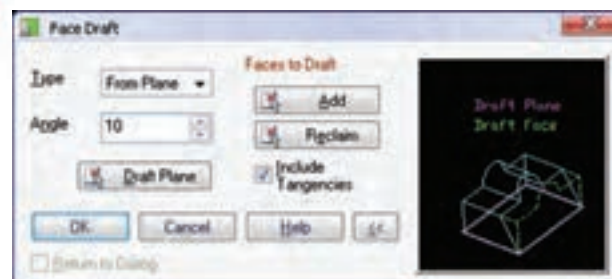 Face Draft
Type From Plane
Angle 10
Draft Plane
Faces to Draft
Add
Reclaim
Include
Tangencies
OK Cancel Help <<
Return to Dialog
Draft Plane
Draft Face